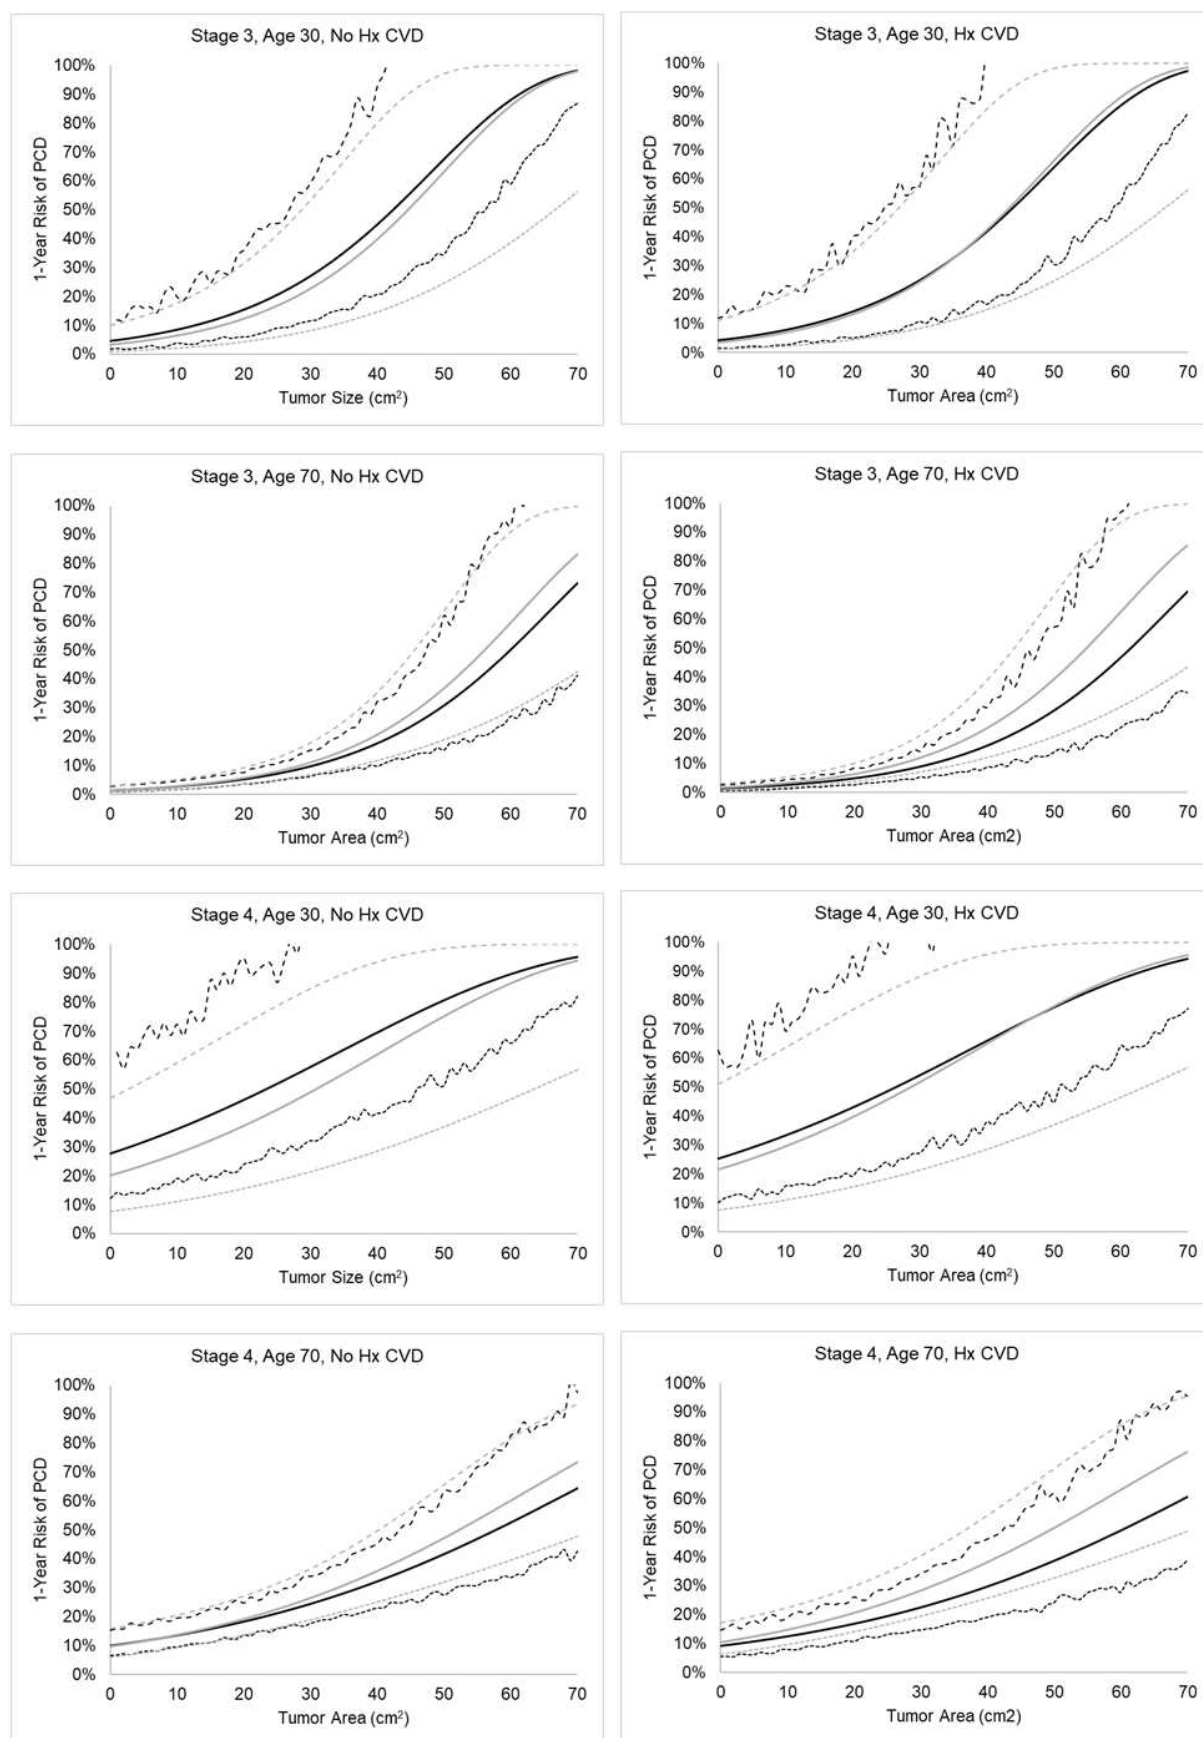 Stage 3, Age 30, No Hx CVD
1-Year Risk of PCD
100%
90%
80%
70%
60%
50%
40%
30%
20%
10%
0%
0 10 20 30 40 50 60 70
Tumor Size (cm²)
Stage 3, Age 30, Hx CVD
1-Year Risk of PCD
100%
90%
80%
70%
60%
50%
40%
30%
20%
10%
0%
0 10 20 30 40 50 60 70
Tumor Area (cm²)
Stage 3, Age 70, No Hx CVD
1-Year Risk of PCD
100%
90%
80%
70%
60%
50%
40%
30%
20%
10%
0%
0 10 20 30 40 50 60 70
Tumor Area (cm²)
Stage 3, Age 70, Hx CVD
1-Year Risk of PCD
100%
90%
80%
70%
60%
50%
40%
30%
20%
10%
0%
0 10 20 30 40 50 60 70
Tumor Area (cm2)
Stage 4, Age 30, No Hx CVD
1-Year Risk of PCD
100%
90%
80%
70%
60%
50%
40%
30%
20%
10%
0%
0 10 20 30 40 50 60 70
Tumor Size (cm²)
Stage 4, Age 30, Hx CVD
1-Year Risk of PCD
100%
90%
80%
70%
60%
50%
40%
30%
20%
10%
0%
0 10 20 30 40 50 60 70
Tumor Area (cm²)
Stage 4, Age 70, No Hx CVD
1-Year Risk of PCD
100%
90%
80%
70%
60%
50%
40%
30%
20%
10%
0%
0 10 20 30 40 50 60 70
Tumor Area (cm²)
Stage 4, Age 70, Hx CVD
1-Year Risk of PCD
100%
90%
80%
70%
60%
50%
40%
30%
20%
10%
0%
0 10 20 30 40 50 60 70
Tumor Area (cm2)